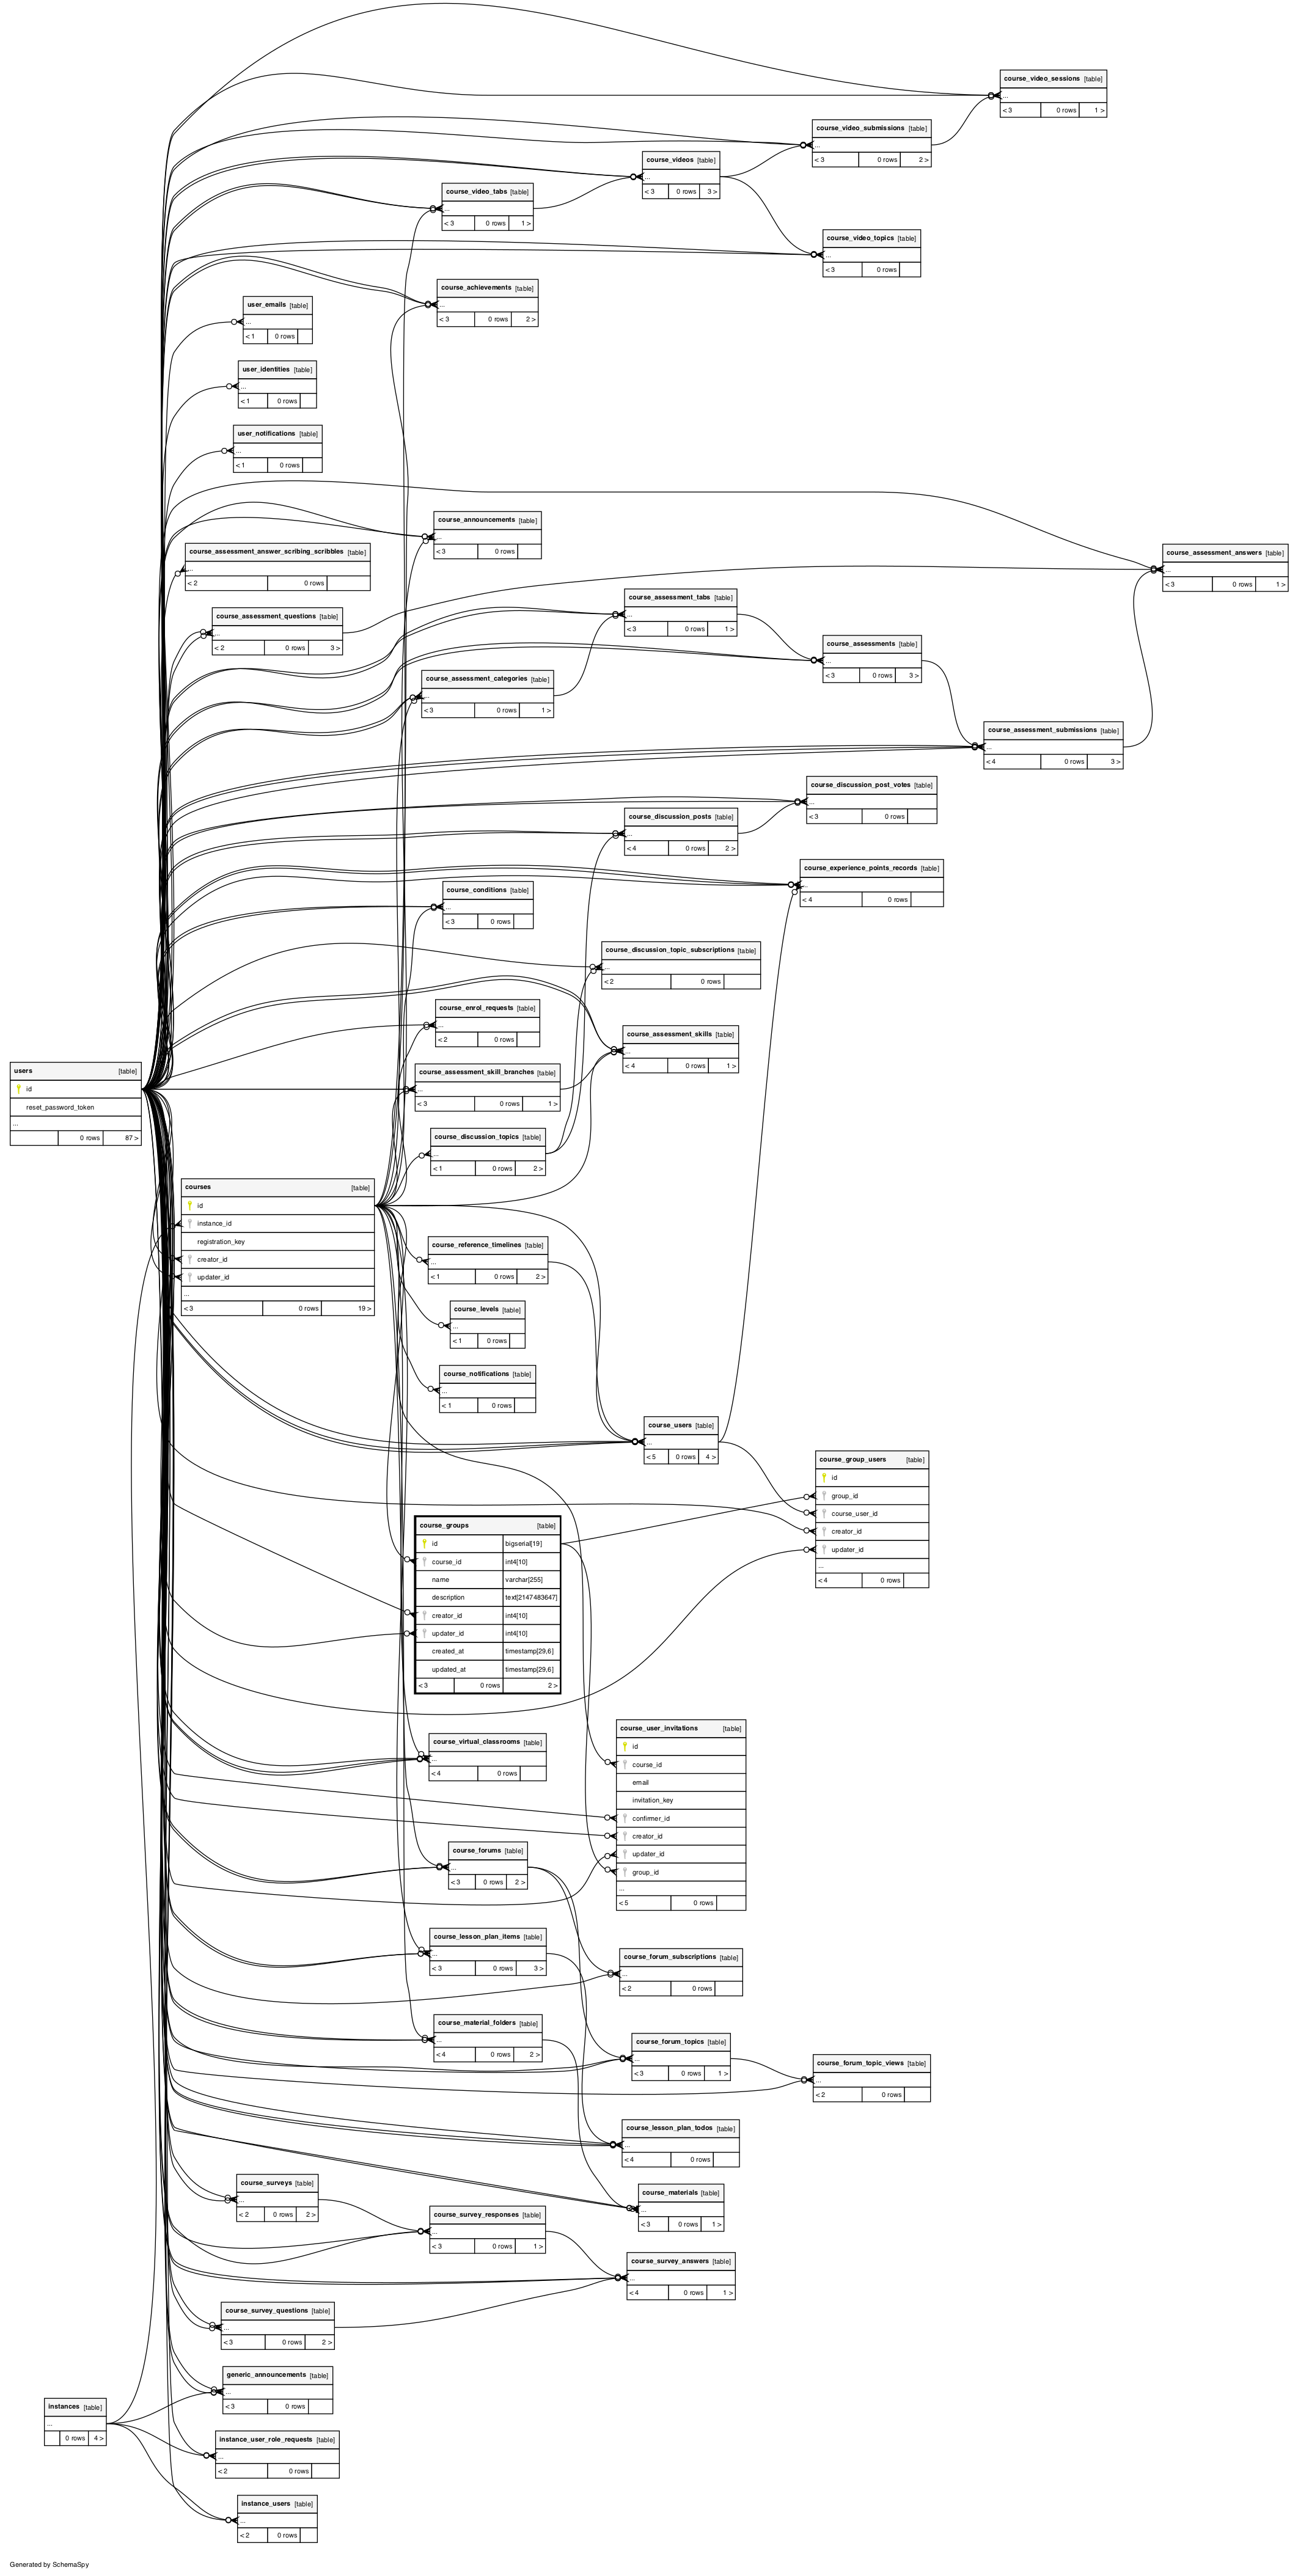 course_video_sessions [table]
...
< 3 0 rows 1 >
course_video_submissions [table]
...
< 3 0 rows 2 >
course_videos [table]
...
< 3 0 rows 3 >
course_video_tabs [table]
...
< 3 0 rows 1 >
course_video_topics [table]
...
< 3 0 rows
course_achievements [table]
...
< 3 0 rows 2 >
user_emails [table]
...
< 1 0 rows
user_identities [table]
...
< 1 0 rows
user_notifications [table]
...
< 1 0 rows
course_announcements [table]
...
< 3 0 rows
course_assessment_answer_scribing_scribbles [table]
...
< 2 0 rows
course_assessment_answers [table]
...
< 3 0 rows 1 >
course_assessment_tabs [table]
...
< 3 0 rows 1 >
course_assessment_questions [table]
...
< 2 0 rows 3 >
course_assessments [table]
...
< 3 0 rows 3 >
course_assessment_categories [table]
...
< 3 0 rows 1 >
course_assessment_submissions [table]
...
< 4 0 rows 3 >
course_discussion_post_votes [table]
...
< 3 0 rows
course_discussion_posts [table]
...
< 4 0 rows 2 >
course_experience_points_records [table]
...
< 4 0 rows
course_conditions [table]
...
< 3 0 rows
course_discussion_topic_subscriptions [table]
...
< 2 0 rows
course_enrol_requests [table]
...
< 2 0 rows
course_assessment_skills [table]
...
< 4 0 rows 1 >
users [table]
id
reset_password_token
...
0 rows 87 >
course_assessment_skill_branches [table]
...
< 3 0 rows 1 >
course_discussion_topics [table]
...
< 1 0 rows 2 >
courses [table]
id
instance_id
registration_key
creator_id
updater_id
...
< 3 0 rows 19 >
course_reference_timelines [table]
...
< 1 0 rows 2 >
course_levels [table]
...
< 1 0 rows
course_notifications [table]
...
< 1 0 rows
course_users [table]
...
< 5 0 rows 4 >
course_group_users [table]
id
group_id
course_user_id
creator_id
updater_id
...
< 4 0 rows
course_groups [table]
id bigserial[19]
course_id int4[10]
name varchar[255]
description text[2147483647]
creator_id int4[10]
updater_id int4[10]
created_at timestamp[29,6]
updated_at timestamp[29,6]
< 3 0 rows 2 >
course_user_invitations [table]
id
course_id
email
invitation_key
confirmer_id
creator_id
updater_id
group_id
...
< 5 0 rows
course_virtual_classrooms [table]
...
< 4 0 rows
course_forums [table]
...
< 3 0 rows 2 >
course_lesson_plan_items [table]
...
< 3 0 rows 3 >
course_forum_subscriptions [table]
...
< 2 0 rows
course_material_folders [table]
...
< 4 0 rows 2 >
course_forum_topics [table]
...
< 3 0 rows 1 >
course_forum_topic_views [table]
...
< 2 0 rows
course_lesson_plan_todos [table]
...
< 4 0 rows
course_surveys [table]
...
< 2 0 rows 2 >
course_materials [table]
...
< 3 0 rows 1 >
course_survey_responses [table]
...
< 3 0 rows 1 >
course_survey_answers [table]
...
< 4 0 rows 1 >
course_survey_questions [table]
...
< 3 0 rows 2 >
generic_announcements [table]
...
< 3 0 rows
instances [table]
...
0 rows 4 >
instance_user_role_requests [table]
...
< 2 0 rows
instance_users [table]
...
< 2 0 rows
Generated by SchemaSpy